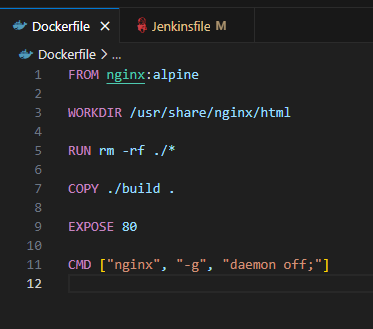 Dockerfile Jenkinsfile M
Dockerfile > ...
1 FROM nginx:alpine
2
3 WORKDIR /usr/share/nginx/html
4
5 RUN rm -rf ./*
6
7 COPY ./build .
8
9 EXPOSE 80
10
11 CMD ["nginx", "-g", "daemon off;"]
12